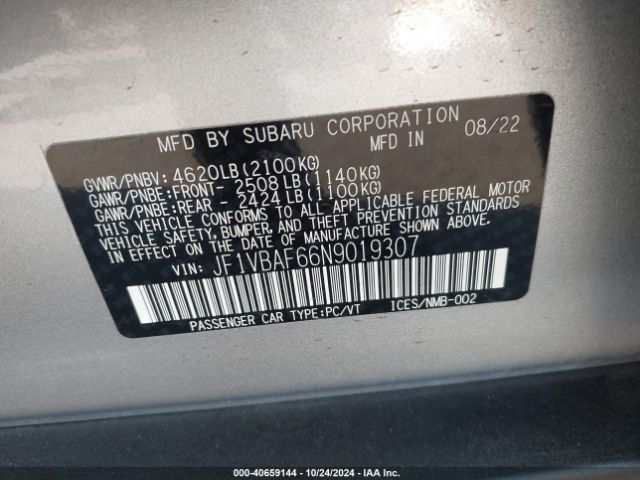 MFD BY SUBARU CORPORATION
MFD IN 08/22
GVWR/PNBV: 4620LB(2100KG)
GAWR/PNBE:FRONT- 2508 LB(1140KG)
GAWR/PNBE:REAR - 2424 LB(1100KG)
THIS VEHICLE CONFORMS TO ALL APPLICABLE FEDERAL MOTOR
VEHICLE SAFETY, BUMPER, AND THEFT PREVENTION STANDARDS
IN EFFECT ON THE DATE OF MANUFACTURE SHOWN ABOVE.
VIN: JF1VBAF66N9019307
PASSENGER CAR TYPE:PC/VT ICES/NMB-002
000-40659144 - 10/24/2024 - IAA Inc.